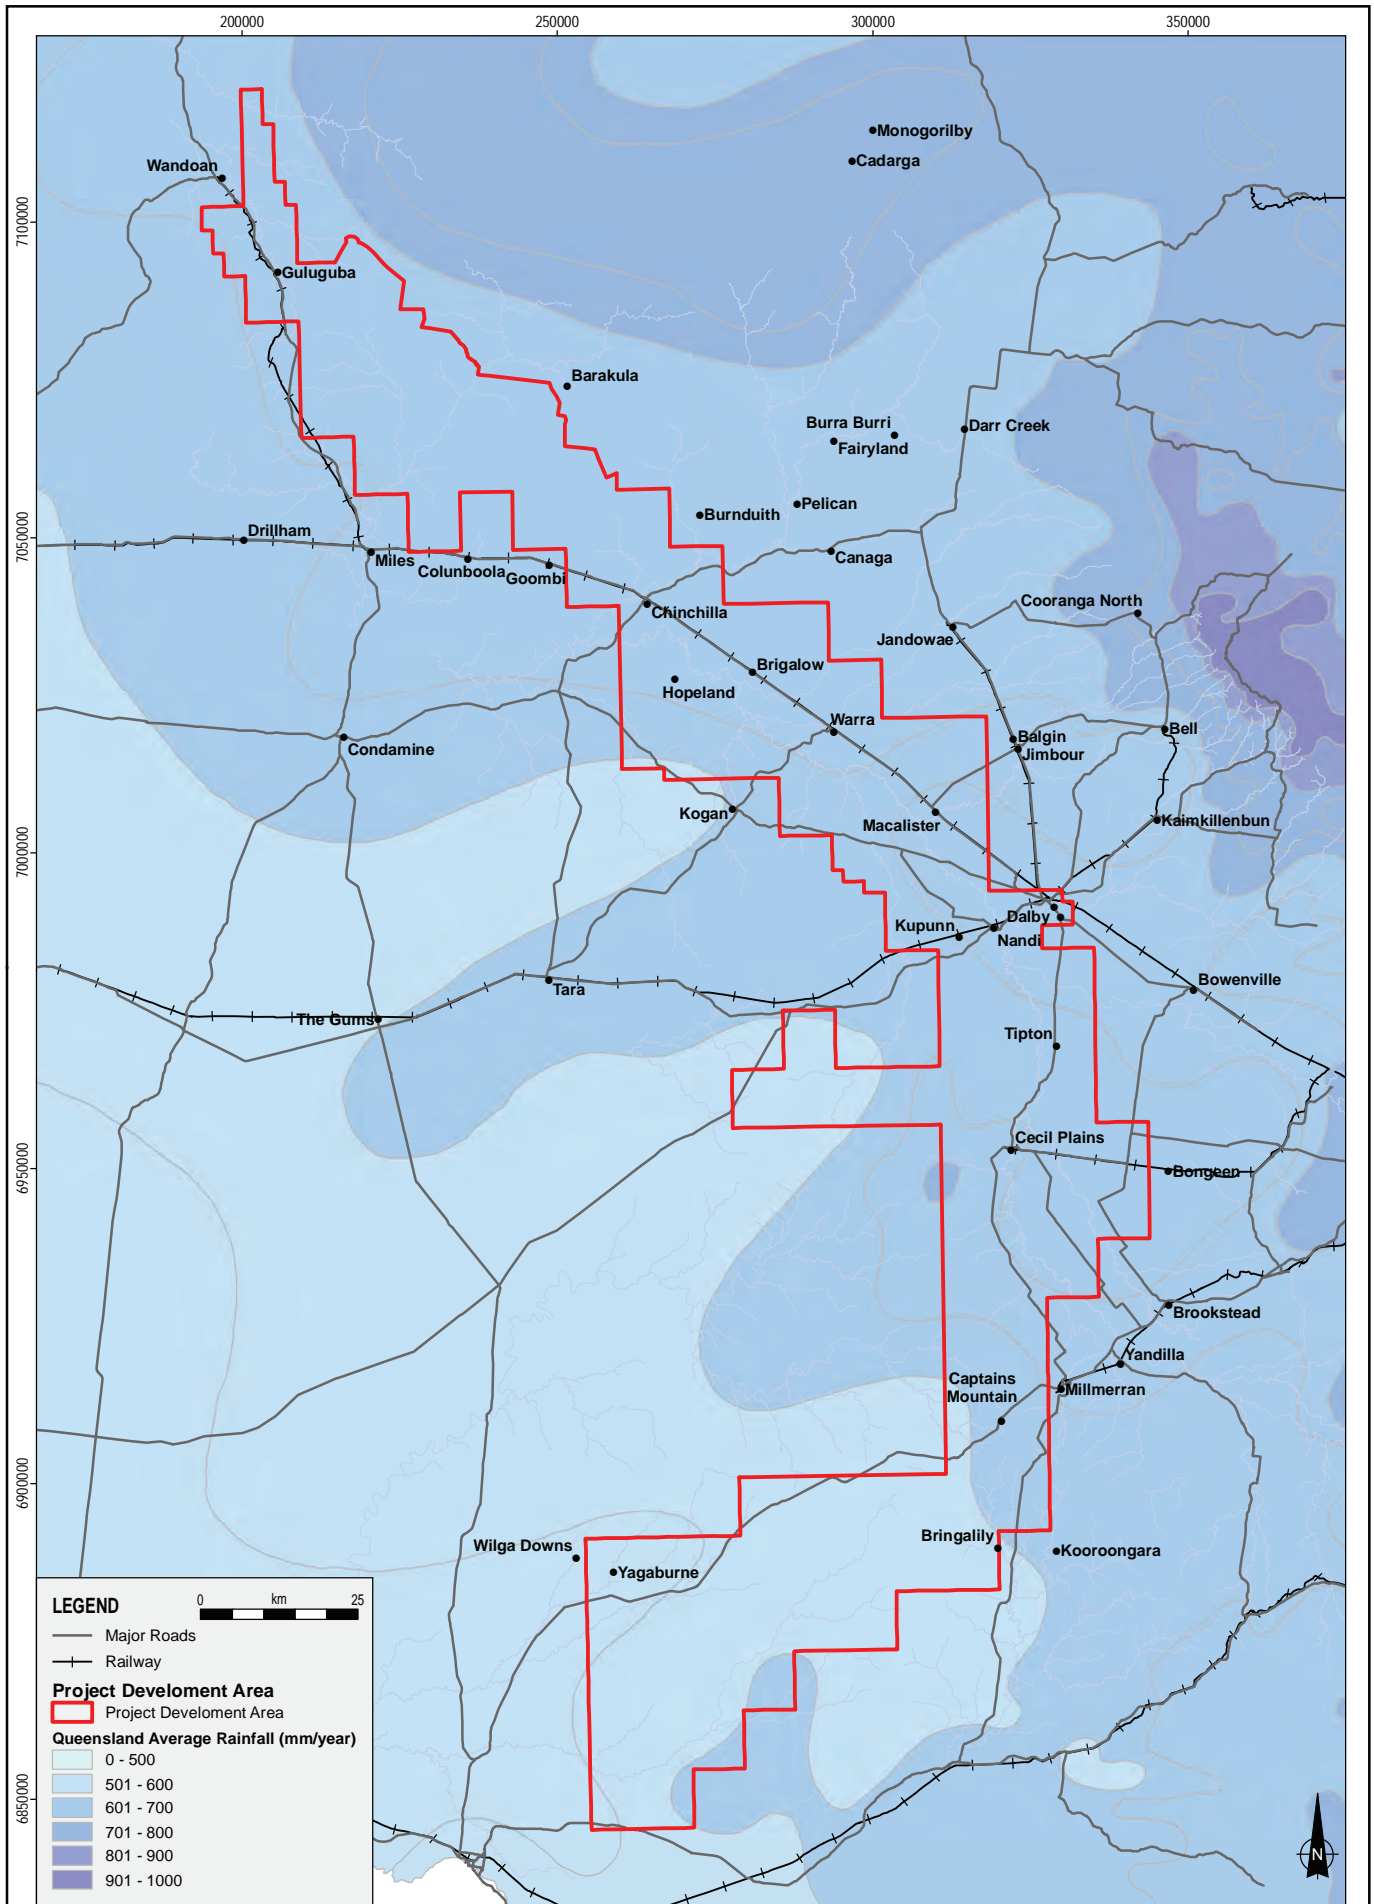 200000
250000
300000
350000
7100000
7050000
7000000
6950000
6900000
6850000
Monogorilby
Cadarga
Wandoan
Guluguba
Barakula
Burra Burri
Fairyland
Darr Creek
Pelican
Burnduith
Drillham
Miles
Colunboola
Goombi
Canaga
Chinchilla
Cooranga North
Jandowae
Brigalow
Hopeland
Warra
Condamine
Balgin
Jimbour
Bell
Kogan
Macalister
Kaimkillenbun
Kupunn
Dalby
Nandi
Tara
Bowenville
The Gums
Tipton
Cecil Plains
Bongeen
Brookstead
Yandilla
Captains
Mountain
Millmerran
Wilga Downs
Yagaburne
Bringalily
Kooroongara
LEGEND
0 km 25
Major Roads
Railway
Project Develoment Area
Project Develoment Area
Queensland Average Rainfall (mm/year)
0 - 500
501 - 600
601 - 700
701 - 800
801 - 900
901 - 1000
N